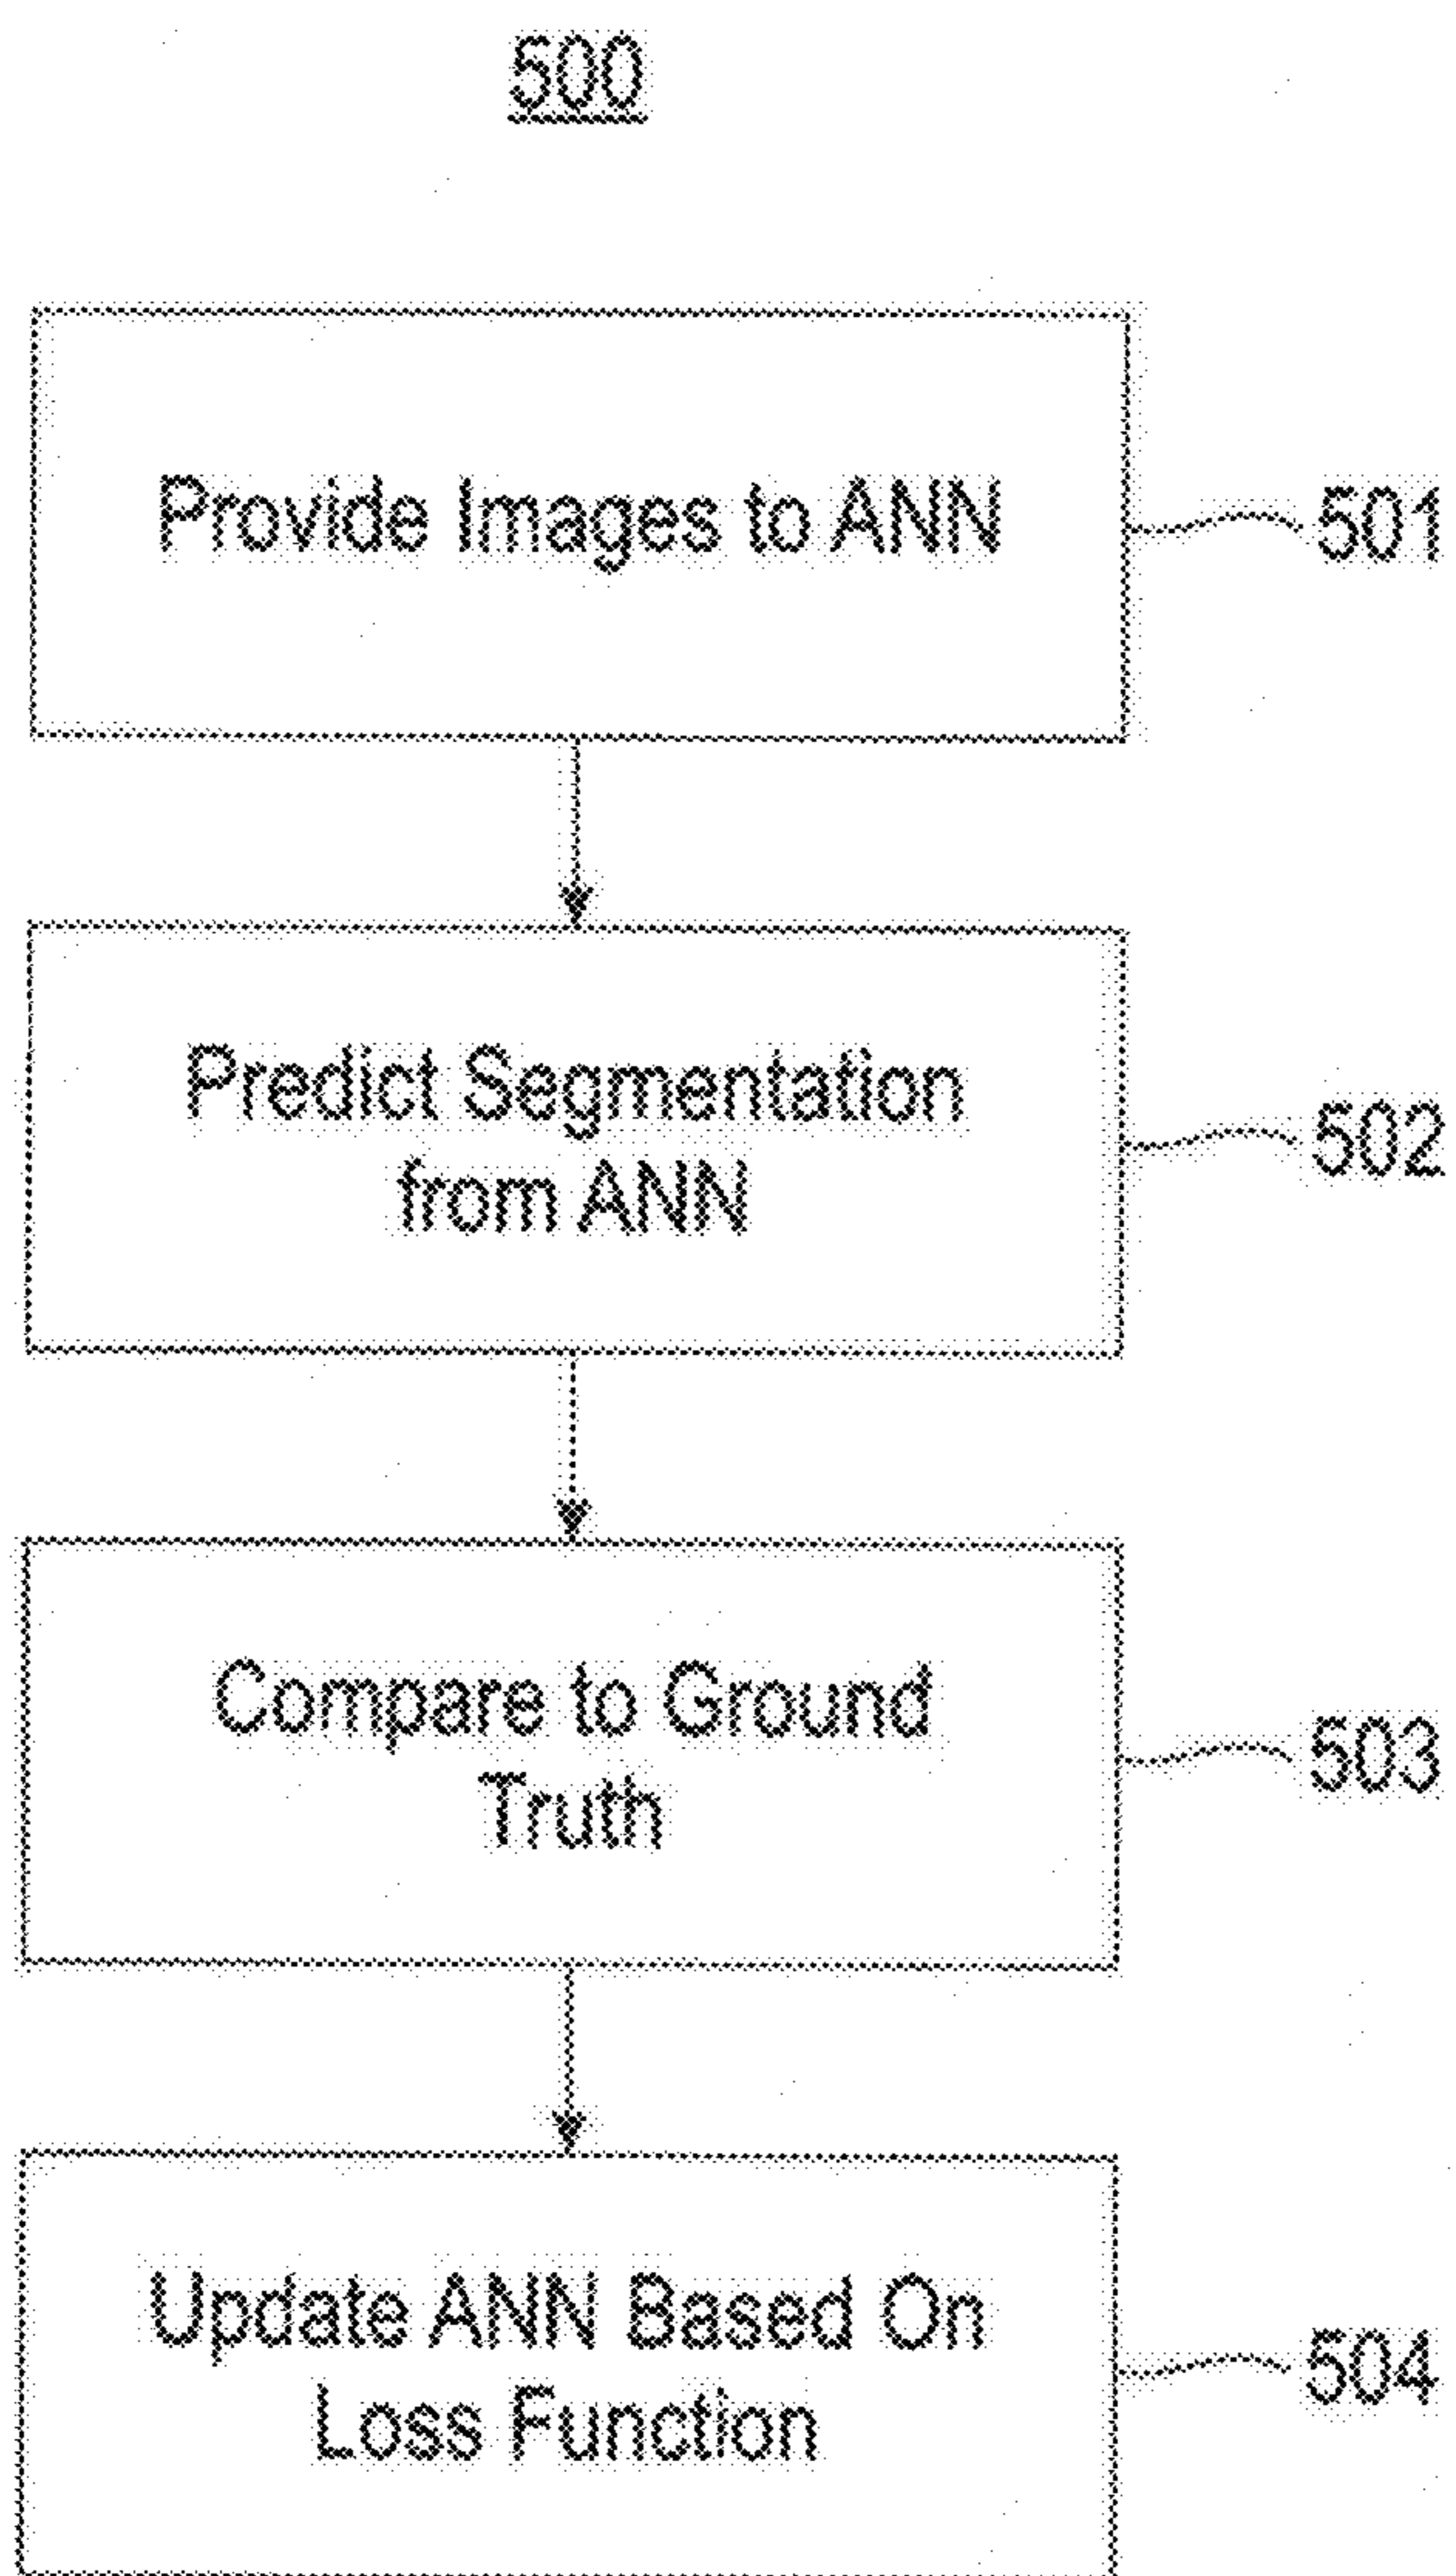 500
Provide Images to ANN
501
Predict Segmentation
from ANN
502
Compare to Ground
Truth
503
Update ANN Based On
Loss Function
504